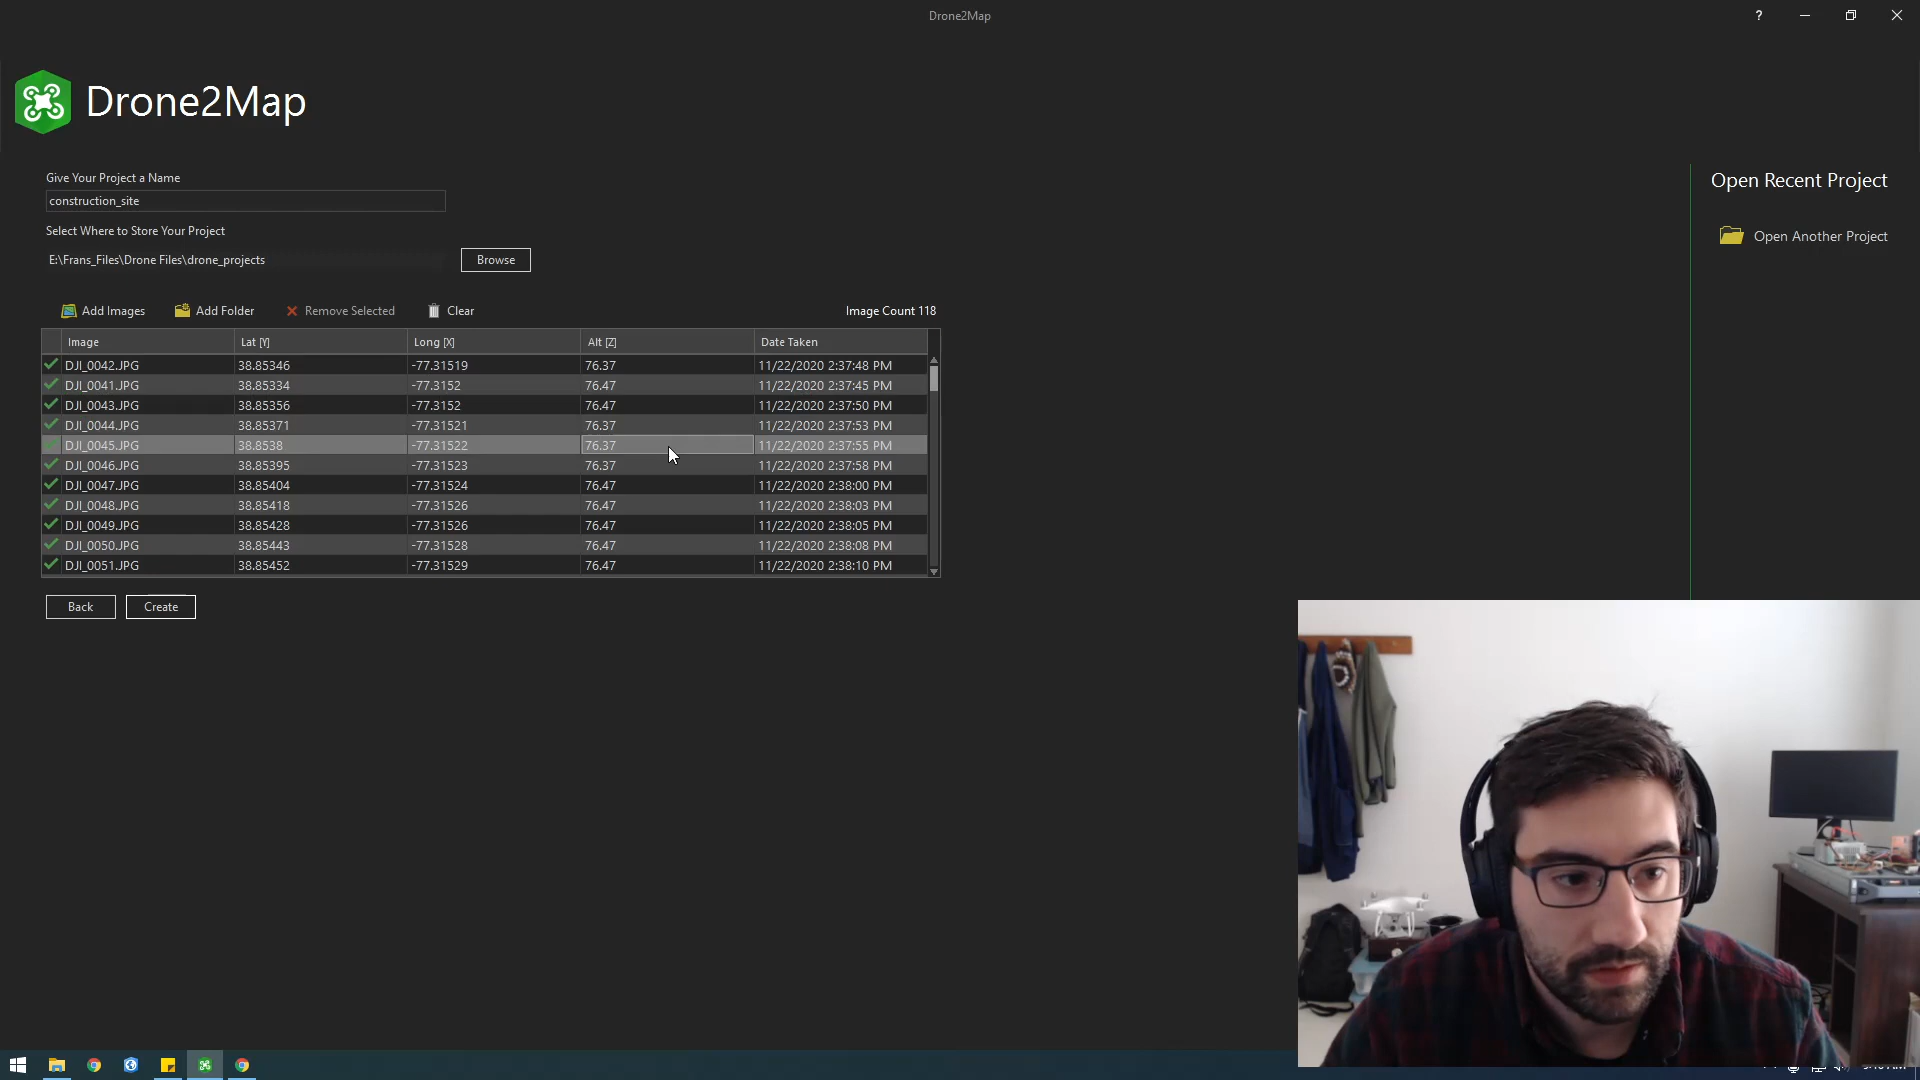 Drone2Map
?
Drone2Map
Give Your Project a Name
construction_site
Select Where to Store Your Project
E:\Frans_Files\Drone Files\drone_projects
Browse
Open Recent Project
Open Another Project
Add Images Add Folder Remove Selected Clear Image Count 118
Image Lat [Y] Long [X] Alt [Z] Date Taken
DJI_0042.JPG 38.85346 -77.31519 76.37 11/22/2020 2:37:48 PM
DJI_0041.JPG 38.85334 -77.3152 76.47 11/22/2020 2:37:45 PM
DJI_0043.JPG 38.85356 -77.3152 76.47 11/22/2020 2:37:50 PM
DJI_0044.JPG 38.85371 -77.31521 76.37 11/22/2020 2:37:53 PM
DJI_0045.JPG 38.8538 -77.31522 76.37 11/22/2020 2:37:55 PM
DJI_0046.JPG 38.85395 -77.31523 76.37 11/22/2020 2:37:58 PM
DJI_0047.JPG 38.85404 -77.31524 76.47 11/22/2020 2:38:00 PM
DJI_0048.JPG 38.85418 -77.31526 76.47 11/22/2020 2:38:03 PM
DJI_0049.JPG 38.85428 -77.31526 76.47 11/22/2020 2:38:05 PM
DJI_0050.JPG 38.85443 -77.31528 76.47 11/22/2020 2:38:08 PM
DJI_0051.JPG 38.85452 -77.31529 76.47 11/22/2020 2:38:10 PM
Back Create